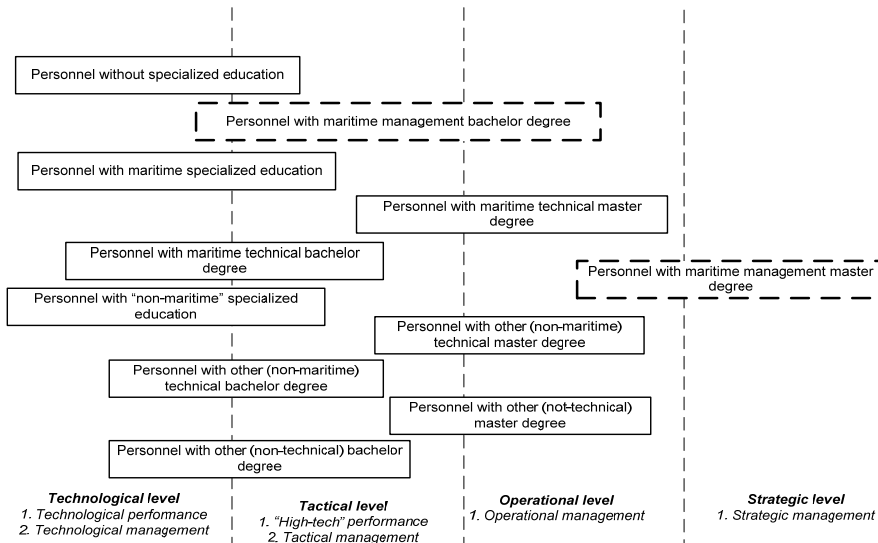 Personnel without specialized education
Personnel with maritime management bachelor degree
Personnel with maritime specialized education
Personnel with maritime technical master
degree
Personnel with maritime technical bachelor
degree
Personnel with maritime management master
degree
Personnel with “non-maritime” specialized
education
Personnel with other (non-maritime)
technical master degree
Personnel with other (non-maritime)
technical bachelor degree
Personnel with other (not-technical)
master degree
Personnel with other (non-technical) bachelor
degree
Technological level
1. Technological performance
2. Technological management
Tactical level
1. “High-tech” performance
2. Tactical management
Operational level
1. Operational management
Strategic level
1. Strategic management